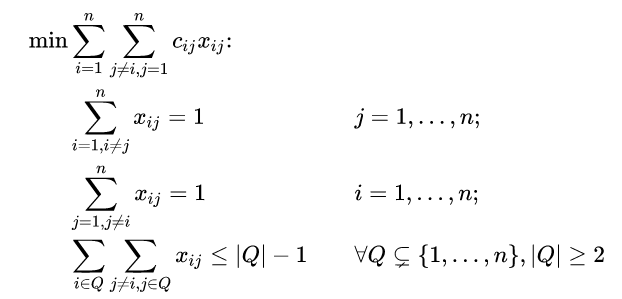 min ∑_{i=1}^{n} ∑_{j≠i,j=1}^{n} c_{ij}x_{ij}:
∑_{i=1,i≠j}^{n} x_{ij} = 1 j = 1, . . . , n;
∑_{j=1,j≠i}^{n} x_{ij} = 1 i = 1, . . . , n;
∑_{i∈Q} ∑_{j≠i,j∈Q} x_{ij} ≤ |Q| − 1 ∀Q ⊊ {1, . . . , n}, |Q| ≥ 2